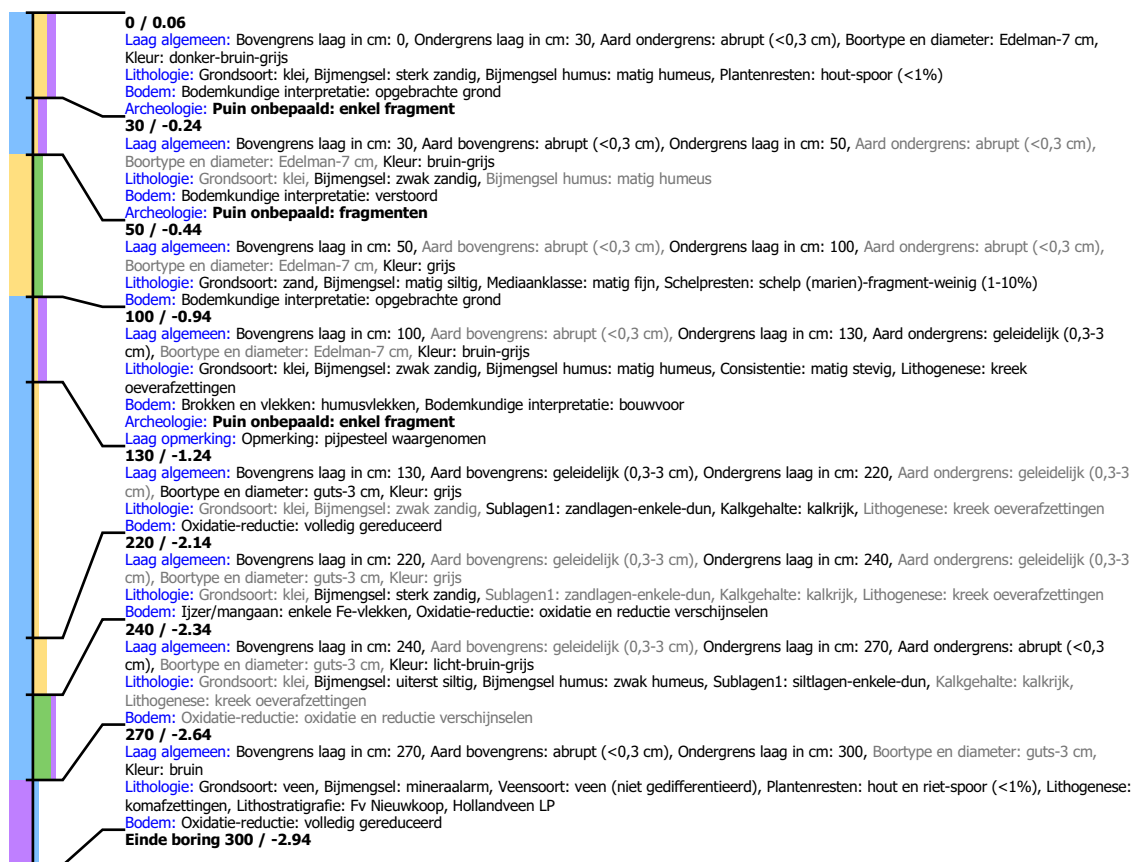 0 / 0.06
Laag algemeen: Bovengrens laag in cm: 0, Ondergrens laag in cm: 30, Aard ondergrens: abrupt (<0,3 cm), Boortype en diameter: Edelman-7 cm,
Kleur: donker-bruin-grijs
Lithologie: Grondsoort: klei, Bijmengsel: sterk zandig, Bijmengsel humus: matig humeus, Plantenresten: hout-spoor (<1%)
Bodem: Bodemkundige interpretatie: opgebrachte grond
Archeologie: Puin onbepaald: enkel fragment
30 / -0.24
Laag algemeen: Bovengrens laag in cm: 30, Aard bovengrens: abrupt (<0,3 cm), Ondergrens laag in cm: 50, Aard ondergrens: abrupt (<0,3 cm),
Boortype en diameter: Edelman-7 cm, Kleur: bruin-grijs
Lithologie: Grondsoort: klei, Bijmengsel: zwak zandig, Bijmengsel humus: matig humeus
Bodem: Bodemkundige interpretatie: verstoord
Archeologie: Puin onbepaald: fragmenten
50 / -0.44
Laag algemeen: Bovengrens laag in cm: 50, Aard bovengrens: abrupt (<0,3 cm), Ondergrens laag in cm: 100, Aard ondergrens: abrupt (<0,3 cm),
Boortype en diameter: Edelman-7 cm, Kleur: grijs
Lithologie: Grondsoort: zand, Bijmengsel: matig siltig, Mediaanklasse: matig fijn, Schelpresten: schelp (marien)-fragment-weinig (1-10%)
Bodem: Bodemkundige interpretatie: opgebrachte grond
100 / -0.94
Laag algemeen: Bovengrens laag in cm: 100, Aard bovengrens: abrupt (<0,3 cm), Ondergrens laag in cm: 130, Aard ondergrens: geleidelijk (0,3-3
cm), Boortype en diameter: Edelman-7 cm, Kleur: bruin-grijs
Lithologie: Grondsoort: klei, Bijmengsel: zwak zandig, Bijmengsel humus: matig humeus, Consistentie: matig stevig, Lithogenese: kreek
oeverafzettingen
Bodem: Brokken en vlekken: humusvlekken, Bodemkundige interpretatie: bouwvoor
Archeologie: Puin onbepaald: enkel fragment
Laag opmerking: Opmerking: pijpesteel waargenomen
130 / -1.24
Laag algemeen: Bovengrens laag in cm: 130, Aard bovengrens: geleidelijk (0,3-3 cm), Ondergrens laag in cm: 220, Aard ondergrens: geleidelijk (0,3-3
cm), Boortype en diameter: guts-3 cm, Kleur: grijs
Lithologie: Grondsoort: klei, Bijmengsel: zwak zandig, Sublagen1: zandlagen-enkele-dun, Kalkgehalte: kalkrijk, Lithogenese: kreek oeverafzettingen
Bodem: Oxidatie-reductie: volledig gereduceerd
220 / -2.14
Laag algemeen: Bovengrens laag in cm: 220, Aard bovengrens: geleidelijk (0,3-3 cm), Ondergrens laag in cm: 240, Aard ondergrens: geleidelijk (0,3-3
cm), Boortype en diameter: guts-3 cm, Kleur: grijs
Lithologie: Grondsoort: klei, Bijmengsel: sterk zandig, Sublagen1: zandlagen-enkele-dun, Kalkgehalte: kalkrijk, Lithogenese: kreek oeverafzettingen
Bodem: Ijzer/mangaan: enkele Fe-vlekken, Oxidatie-reductie: oxidatie en reductie verschijnselen
240 / -2.34
Laag algemeen: Bovengrens laag in cm: 240, Aard bovengrens: geleidelijk (0,3-3 cm), Ondergrens laag in cm: 270, Aard ondergrens: abrupt (<0,3
cm), Boortype en diameter: guts-3 cm, Kleur: licht-bruin-grijs
Lithologie: Grondsoort: klei, Bijmengsel: uiterst siltig, Bijmengsel humus: zwak humeus, Sublagen1: siltlagen-enkele-dun, Kalkgehalte: kalkrijk,
Lithogenese: kreek oeverafzettingen
Bodem: Oxidatie-reductie: oxidatie en reductie verschijnselen
270 / -2.64
Laag algemeen: Bovengrens laag in cm: 270, Aard bovengrens: abrupt (<0,3 cm), Ondergrens laag in cm: 300, Boortype en diameter: guts-3 cm,
Kleur: bruin
Lithologie: Grondsoort: veen, Bijmengsel: mineraalarm, Veensoort: veen (niet gedifferentieerd), Plantenresten: hout en riet-spoor (<1%), Lithogenese:
komafzettingen, Lithostratigrafie: Fv Nieuwkoop, Hollandveen LP
Bodem: Oxidatie-reductie: volledig gereduceerd
Einde boring 300 / -2.94